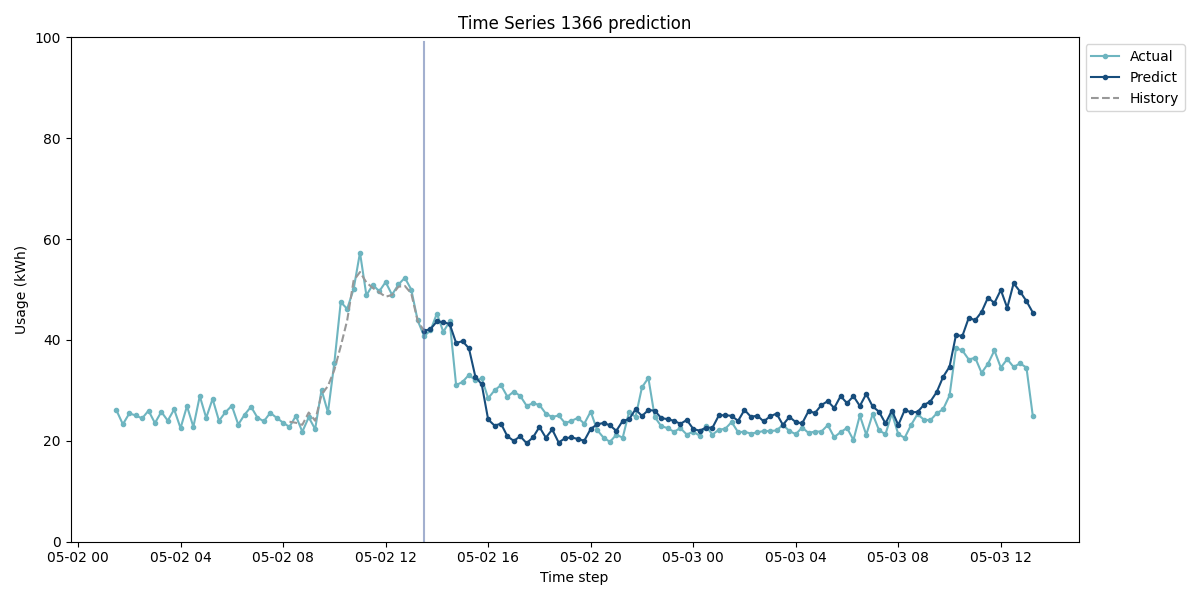 Time Series 1366 prediction
100
80
60
40
20
0
Usage (kWh)
05-02 00 05-02 04 05-02 08 05-02 12 05-02 16 05-02 20 05-03 00 05-03 04 05-03 08 05-03 12
Time step
Actual
Predict
History